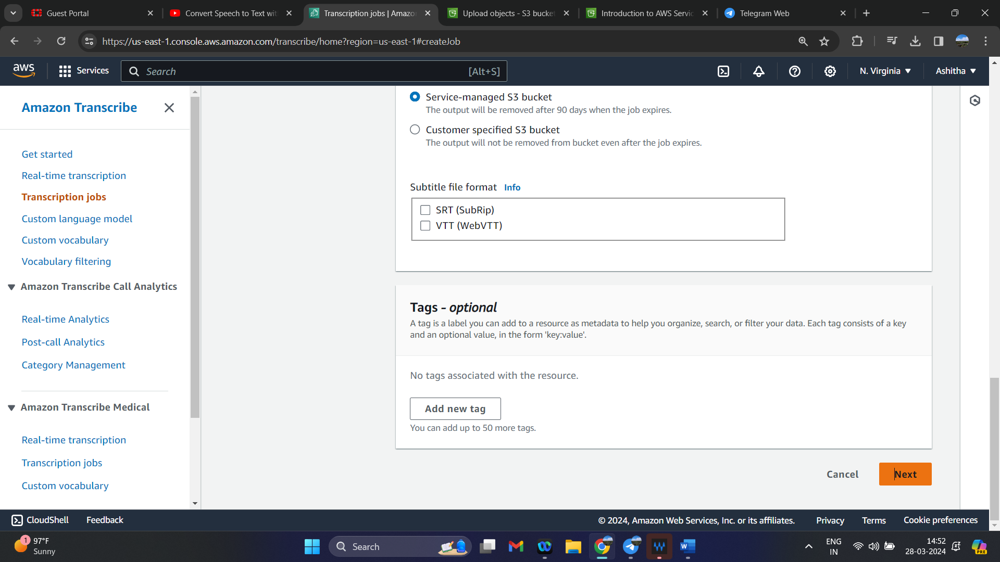 Guest Portal
Convert Speech to Text wit
Transcription jobs | Amazo
Upload objects - S3 bucket
Introduction to AWS Servic
Telegram Web
https://us-east-1.console.aws.amazon.com/transcribe/home?region=us-east-1#createJob
aws
Services
Search
[Alt+S]
N. Virginia
Ashitha
Amazon Transcribe
Get started
Real-time transcription
Transcription jobs
Custom language model
Custom vocabulary
Vocabulary filtering
Amazon Transcribe Call Analytics
Real-time Analytics
Post-call Analytics
Category Management
Amazon Transcribe Medical
Real-time transcription
Transcription jobs
Custom vocabulary
Service-managed S3 bucket
The output will be removed after 90 days when the job expires.
Customer specified S3 bucket
The output will not be removed from bucket even after the job expires.
Subtitle file format Info
SRT (SubRip)
VTT (WebVTT)
Tags - optional
A tag is a label you can add to a resource as metadata to help you organize, search, or filter your data. Each tag consists of a key
and an optional value, in the form 'key:value'.
No tags associated with the resource.
Add new tag
You can add up to 50 more tags.
Cancel
Next
CloudShell
Feedback
© 2024, Amazon Web Services, Inc. or its affiliates.
Privacy
Terms
Cookie preferences
1
97°F
Sunny
Search
W
ENG
IN
14:52
28-03-2024
PRE